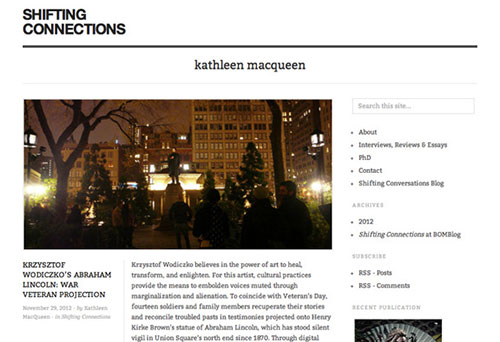 SHIFTING
CONNECTIONS
kathleen macqueen
KRZYSZTOF
WODICZKO'S ABRAHAM
LINCOLN: WAR
VETERAN PROJECTION
November 29, 2012 · by Kathleen
MacQueen · in Shifting Connections
Krzysztof Wodiczko believes in the power of art to heal,
transform, and enlighten. For this artist, cultural practices
provide the means to embolden voices muted through
marginalization and alienation. To coincide with Veteran's Day,
fourteen soldiers and family members recuperate their stories
and reconcile troubled pasts in testimonies projected onto Henry
Kirke Brown's statue of Abraham Lincoln, which has stood silent
vigil in Union Square's north end since 1870. Through digital
Search this site...
About
Interviews, Reviews & Essays
PhD
Contact
Shifting Conversations Blog
ARCHIVES
2012
Shifting Connections at BOMBlog
SUBSCRIBE
RSS - Posts
RSS - Comments
RECENT PUBLICATION